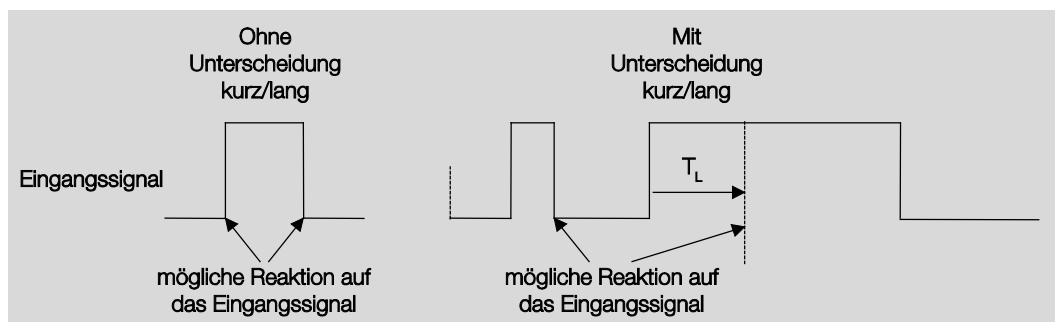 Ohne
Unterscheidung
kurz/lang
Mit
Unterscheidung
kurz/lang
Eingangssignal
TL
mögliche Reaktion auf
das Eingangssignal
mögliche Reaktion auf
das Eingangssignal